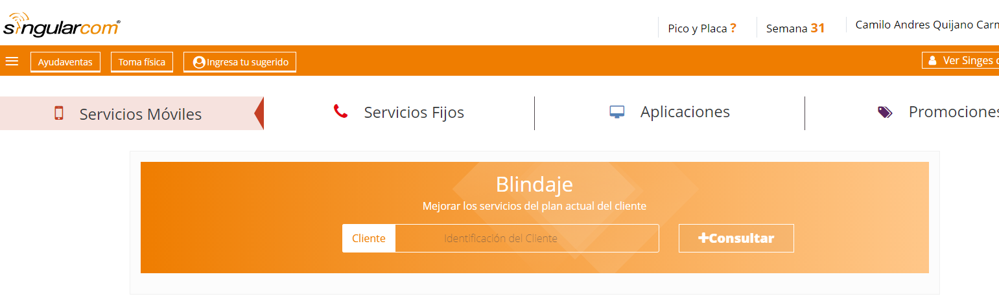 singularcom®
Pico y Placa ?
Semana 31
Camilo Andres Quijano
Ayudaventas
Toma física
Ingresa tu sugerido
Ver Singes
Servicios Móviles
Servicios Fijos
Aplicaciones
Promociones
Blindaje
Mejorar los servicios del plan actual del cliente
Cliente
Identificación del Cliente
+Consultar